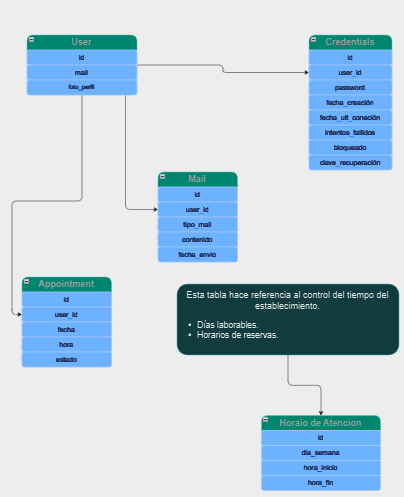 User
id
mail
foto_perfil
Credentials
id
user_id
password
fecha_creación
fecha_ult_coneción
intentos_fallidos
bloqueado
clave_recuperación
Mail
id
user_id
tipo_mail
contenido
fecha_envio
Appointment
id
user_id
fecha
hora
estado
Esta tabla hace referencia al control del tiempo del
establecimiento.
• Días laborables.
• Horarios de reservas.
Horaio de Atencion
id
dia_semana
hora_inicio
hora_fin